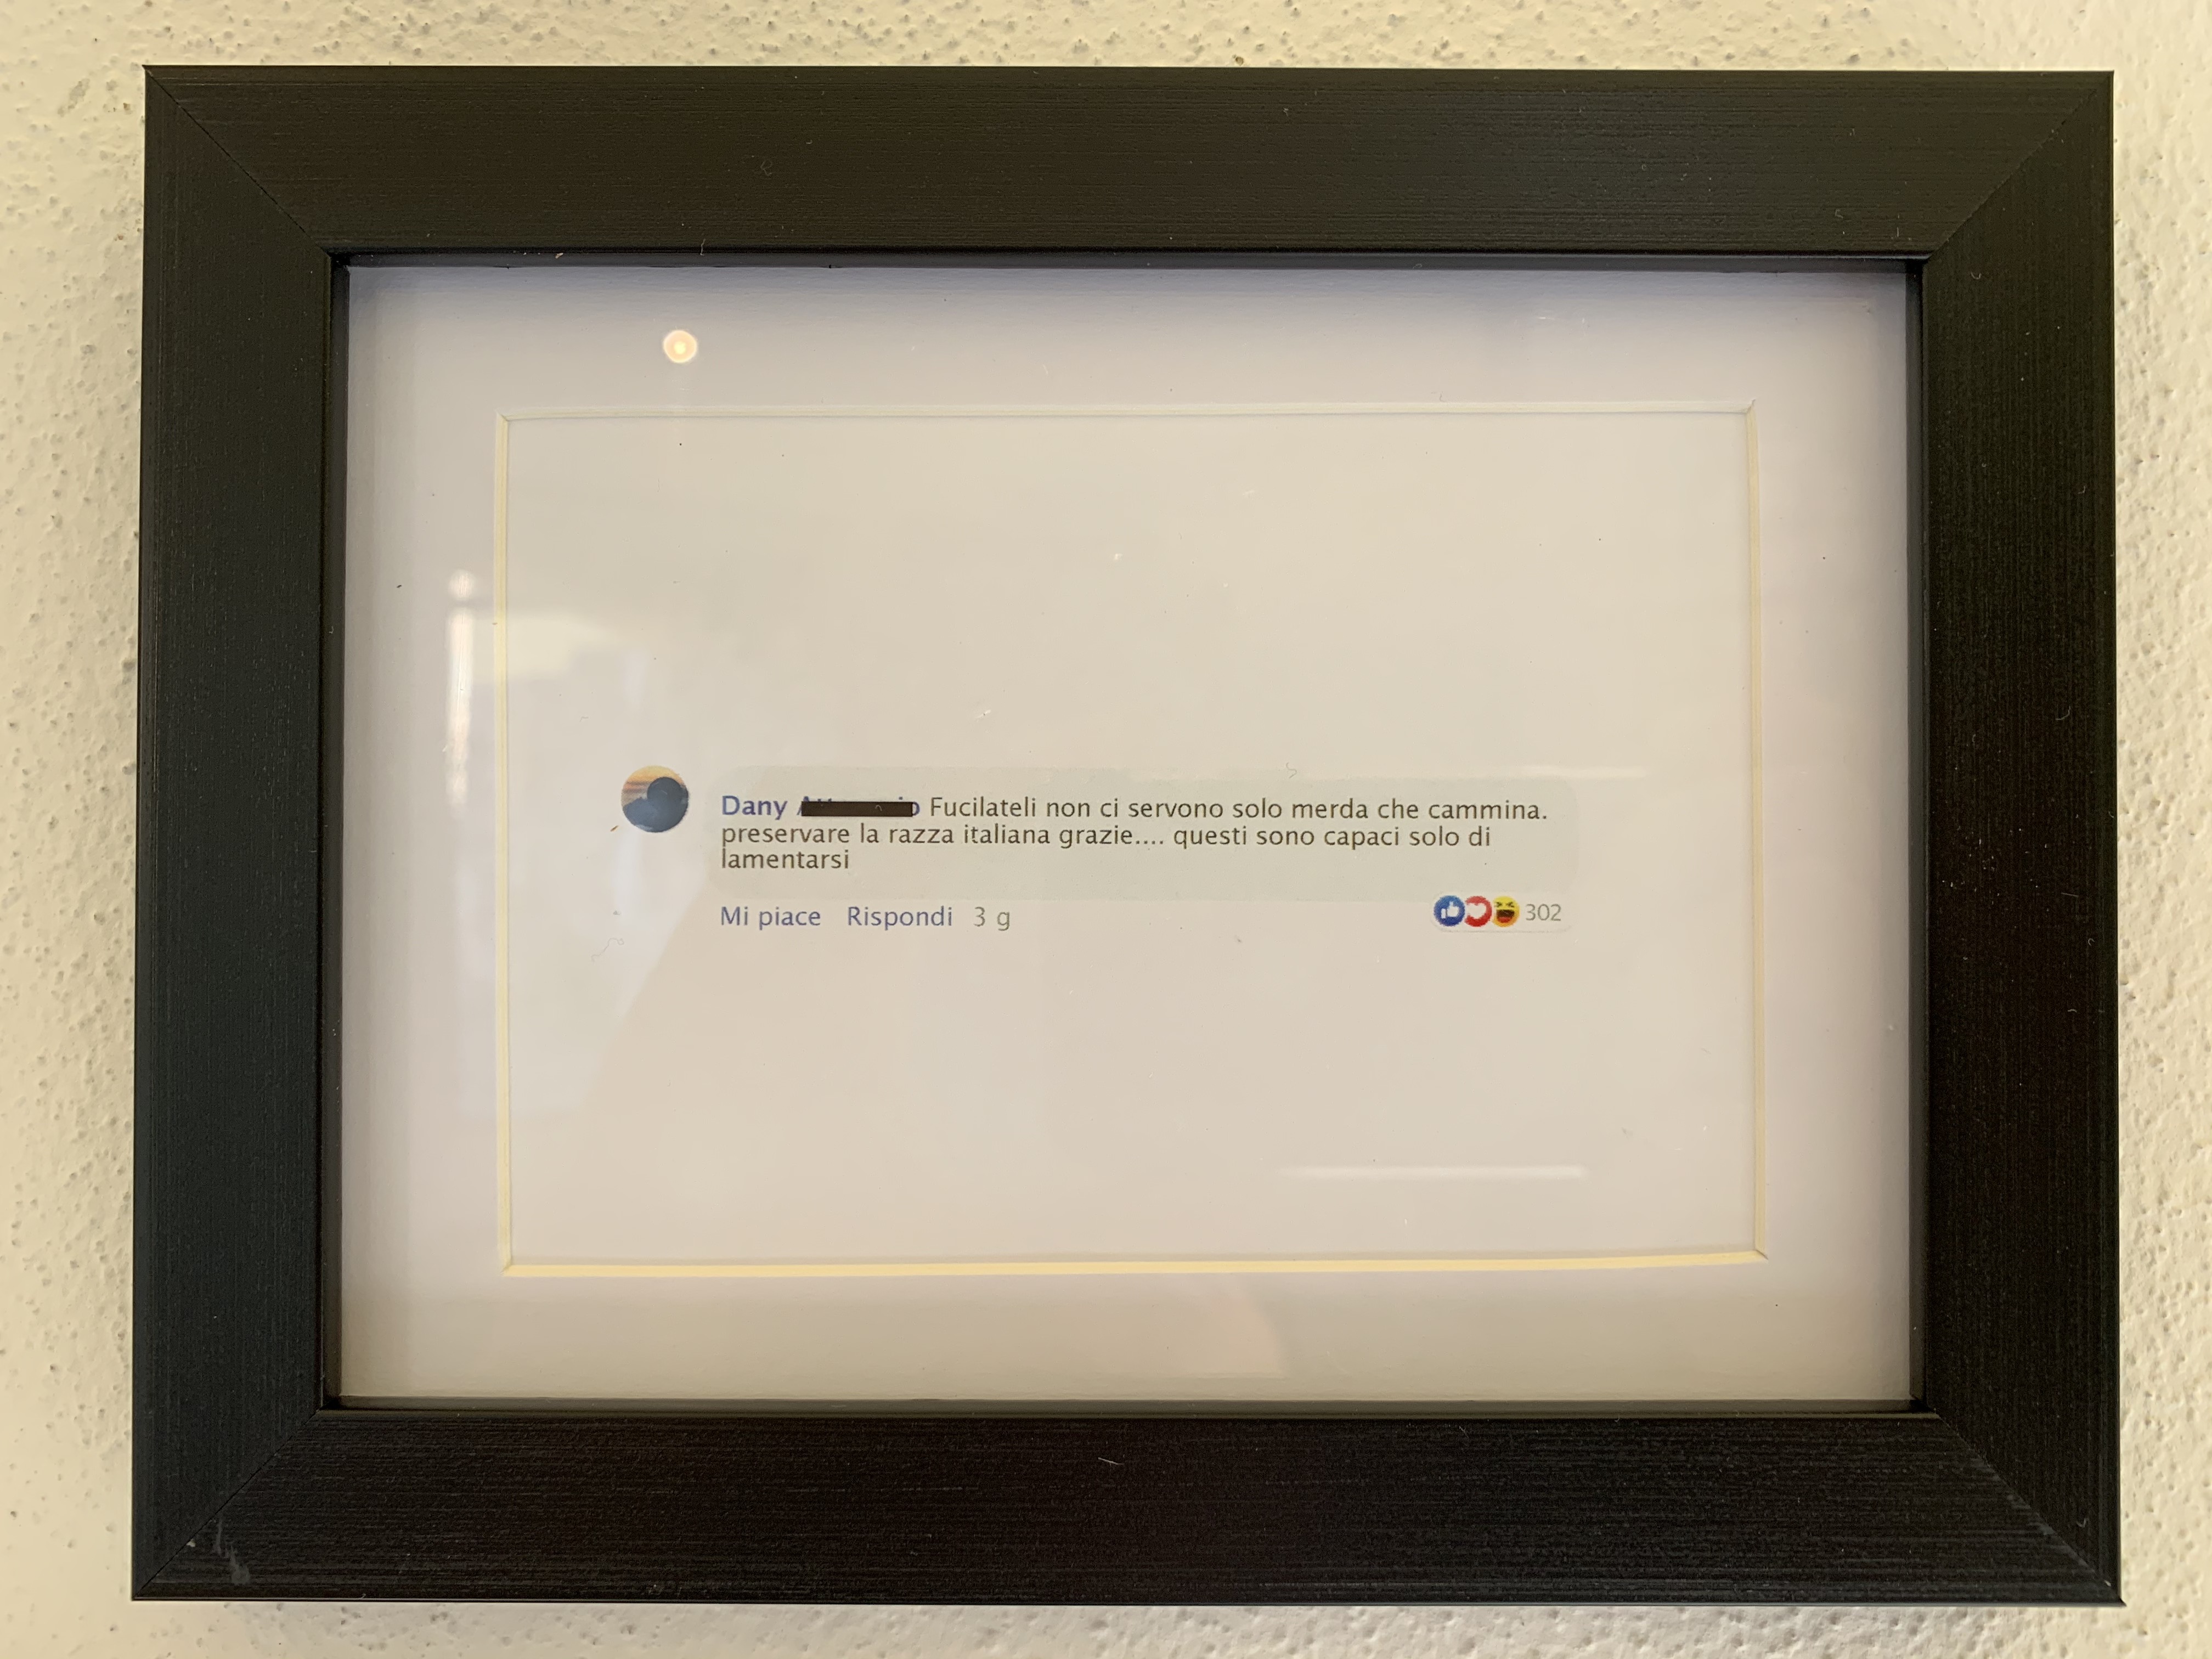 Dany Fucilateli non ci servono solo merda che cammina.
preservare la razza italiana grazie.... questi sono capaci solo di
lamentarsi
Mi piace Rispondi 3 g
302